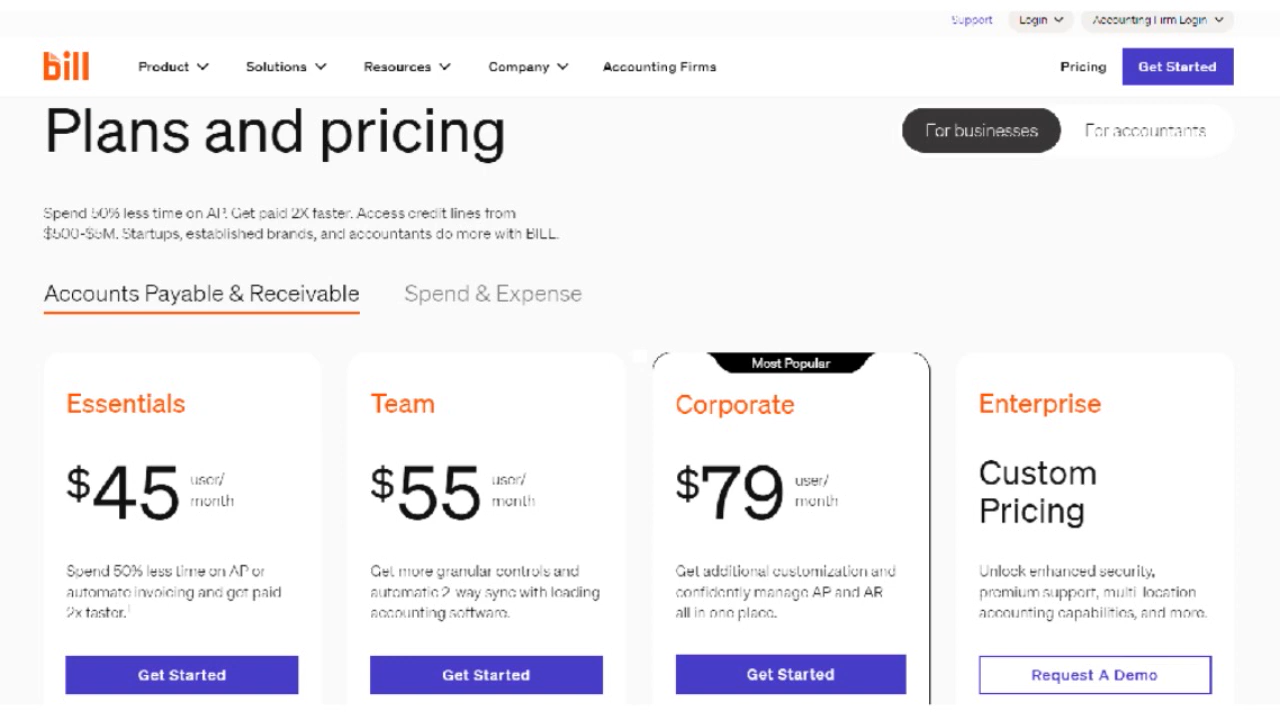 Support Login Accounting Firm Login
bill Product Solutions Resources Company Accounting Firms Pricing Get Started
Plans and pricing
For businesses For accountants
Spend 50% less time on AP. Get paid 2X faster. Access credit lines from
$500-$5M. Startups, established brands, and accountants do more with BILL.
Accounts Payable & Receivable Spend & Expense
Essentials
$45 user/
month
Spend 50% less time on AP or
automate invoicing and get paid
2x faster.1
Get Started
Team
$55 user/
month
Get more granular controls and
automatic 2-way sync with leading
accounting software.
Get Started
Most Popular
Corporate
$79 user/
month
Get additional customization and
confidently manage AP and AR
all in one place.
Get Started
Enterprise
Custom
Pricing
Unlock enhanced security,
premium support, multi-location
accounting capabilities, and more.
Request A Demo